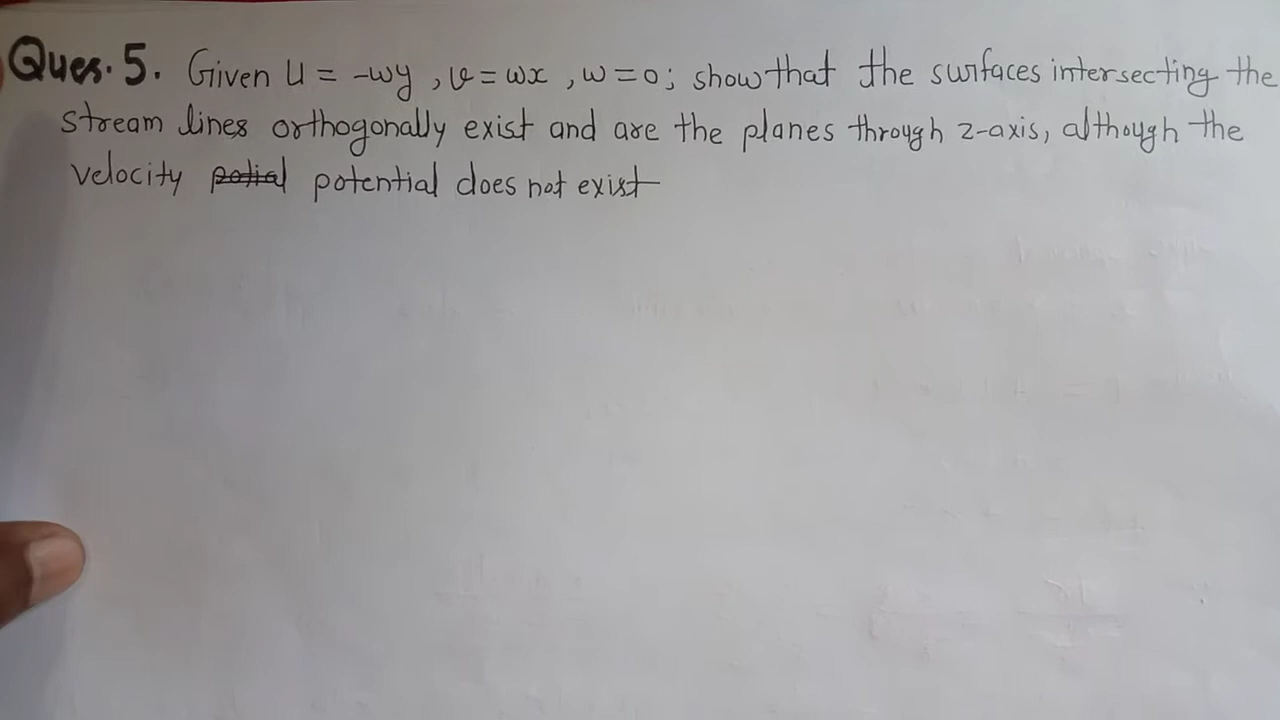 Ques. 5. Given u = -wy , v = wx , w = 0 ; show that the surfaces intersecting the
stream lines orthogonally exist and are the planes through z-axis, although the
velocity potial potential does not exist